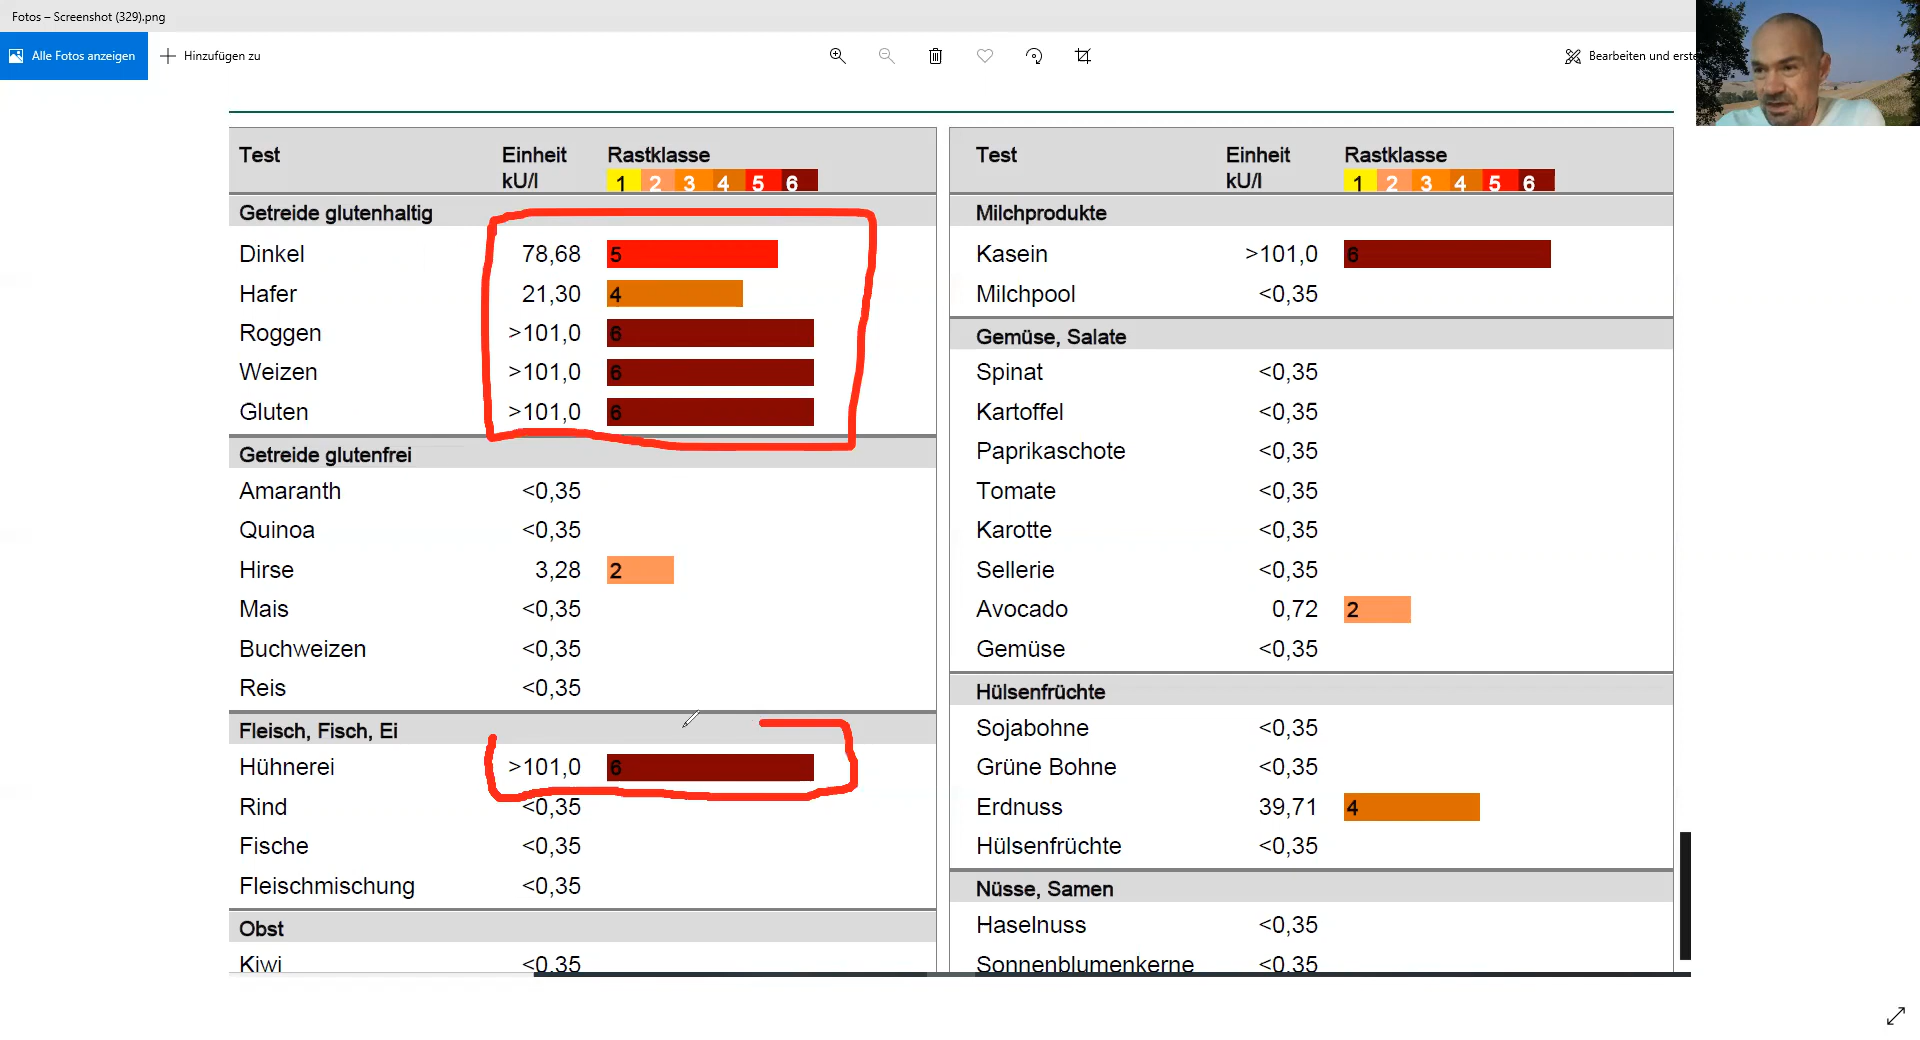 Fotos – Screenshot (329).png
Alle Fotos anzeigen
Hinzufügen zu
Bearbeiten und erste
Test Einheit Rastklasse
kU/l 1 2 3 4 5 6
Getreide glutenhaltig
Dinkel 78,68 5
Hafer 21,30 4
Roggen >101,0 6
Weizen >101,0 6
Gluten >101,0 6
Getreide glutenfrei
Amaranth <0,35
Quinoa <0,35
Hirse 3,28 2
Mais <0,35
Buchweizen <0,35
Reis <0,35
Fleisch, Fisch, Ei
Hühnerei >101,0 6
Rind <0,35
Fische <0,35
Fleischmischung <0,35
Obst
Kiwi <0,35
Test Einheit Rastklasse
kU/l 1 2 3 4 5 6
Milchprodukte
Kasein >101,0 6
Milchpool <0,35
Gemüse, Salate
Spinat <0,35
Kartoffel <0,35
Paprikaschote <0,35
Tomate <0,35
Karotte <0,35
Sellerie <0,35
Avocado 0,72 2
Gemüse <0,35
Hülsenfrüchte
Sojabohne <0,35
Grüne Bohne <0,35
Erdnuss 39,71 4
Hülsenfrüchte <0,35
Nüsse, Samen
Haselnuss <0,35
Sonnenblumenkerne <0,35